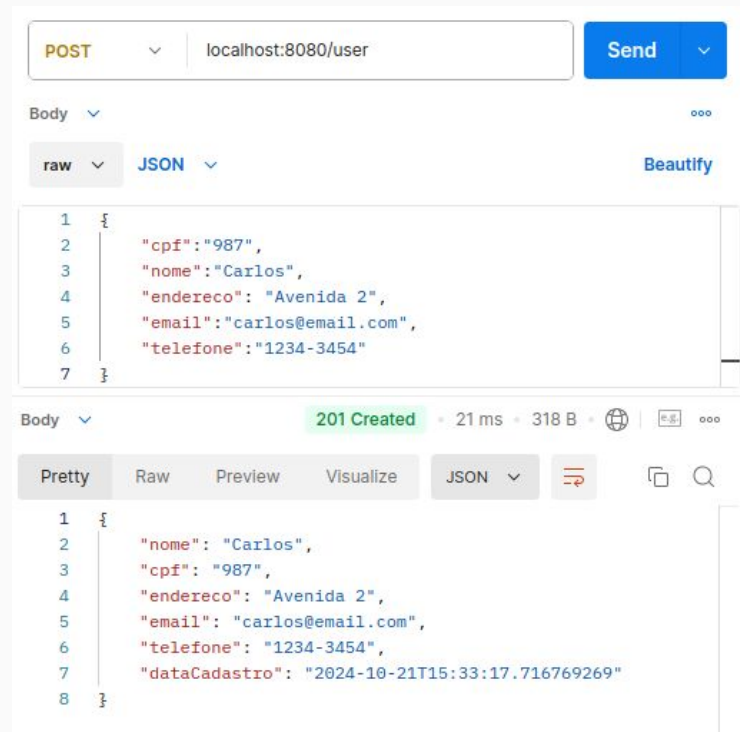 POST localhost:8080/user Send
Body
raw JSON Beautify
1 {
2 "cpf":"987",
3 "nome":"Carlos",
4 "endereco": "Avenida 2",
5 "email":"carlos@email.com",
6 "telefone":"1234-3454"
7 }
Body 201 Created 21 ms 318 B e.g.
Pretty Raw Preview Visualize JSON
1 {
2 "nome": "Carlos",
3 "cpf": "987",
4 "endereco": "Avenida 2",
5 "email": "carlos@email.com",
6 "telefone": "1234-3454",
7 "dataCadastro": "2024-10-21T15:33:17.716769269"
8 }